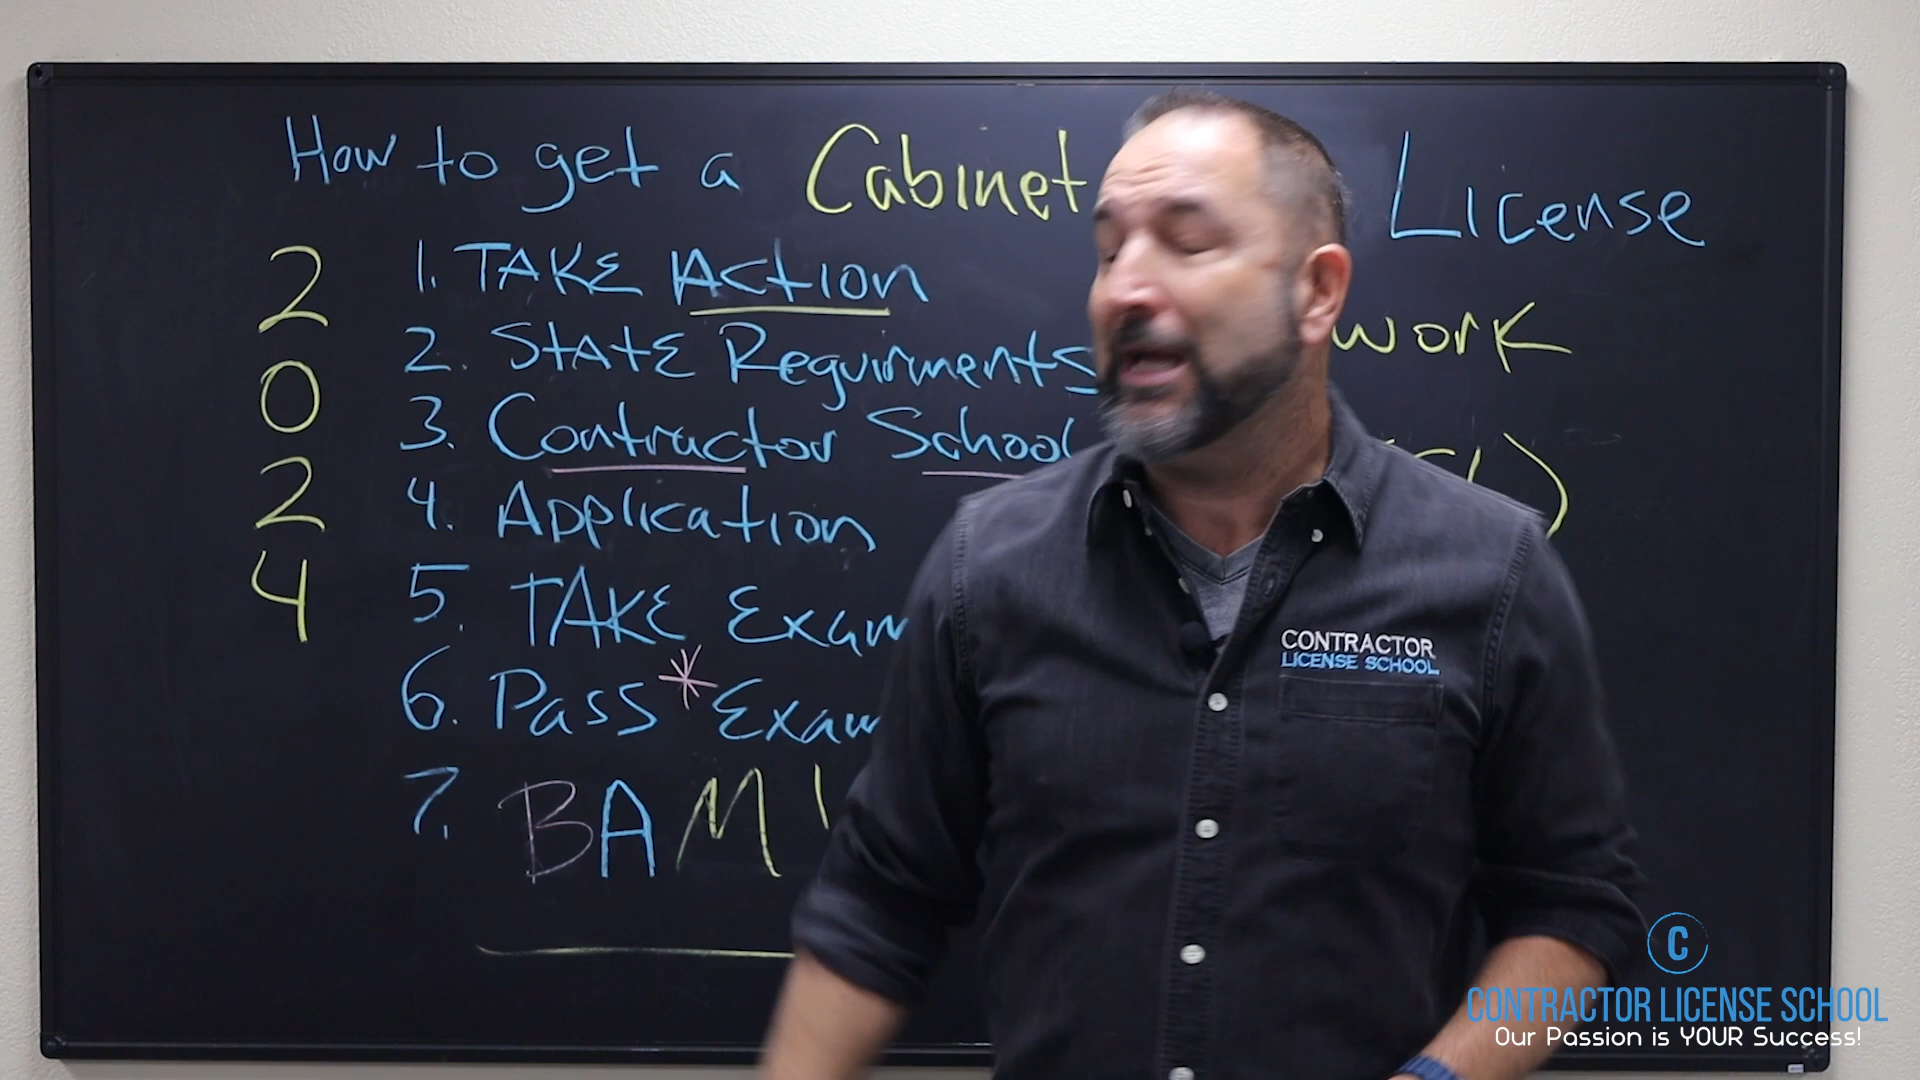 How to get a Cabinet License
2
0
2
4
1. TAKE Action
2. State Requirments
work
3. Contractor School
4. Application
5. TAKE Exam
6. Pass * Exam
7. BAM!
CONTRACTOR
LICENSE SCHOOL
C
CONTRACTOR LICENSE SCHOOL
Our Passion is YOUR Success!